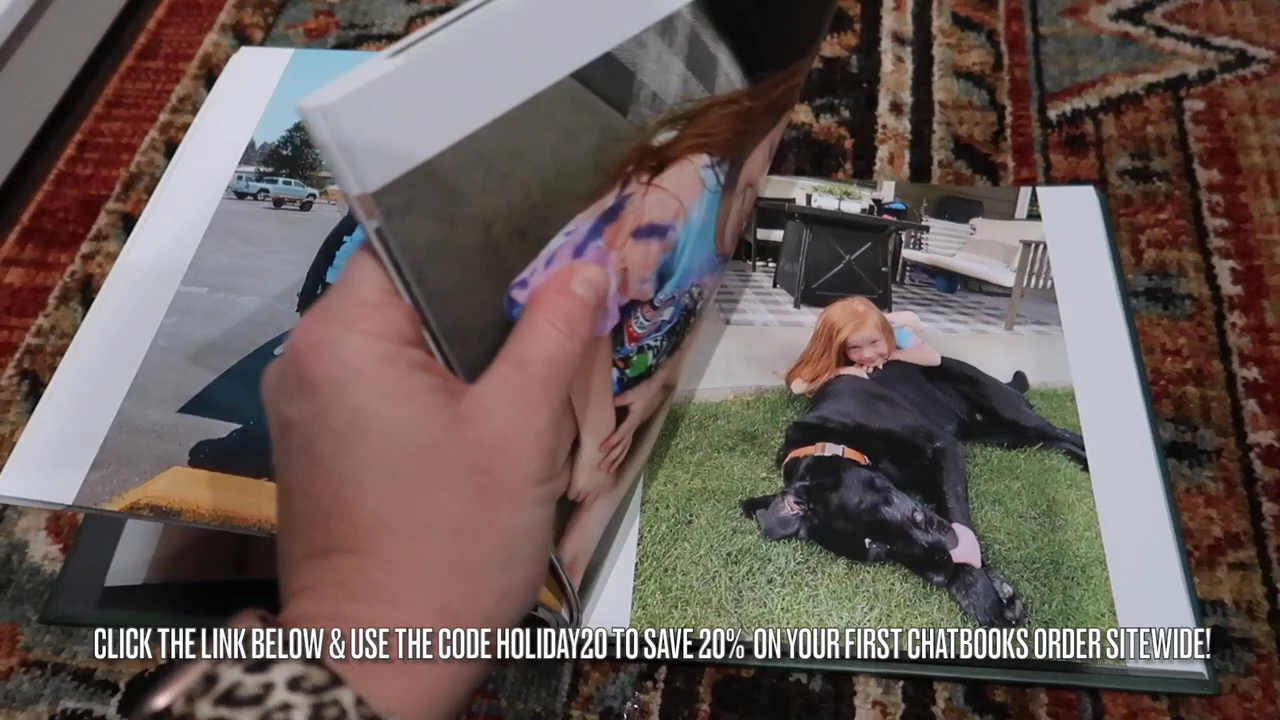 CLICK THE LINK BELOW & USE THE CODE HOLIDAY20 TO SAVE 20% ON YOUR FIRST CHATBOOKS ORDER SITEWIDE!